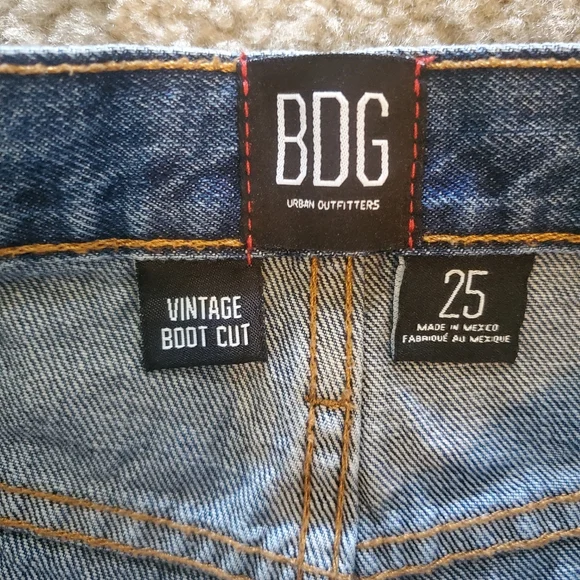 BDG
URBAN OUTFITTERS
VINTAGE
BOOT CUT
25
MADE IN MEXICO
FABRIQUÉ AU MEXIQUE